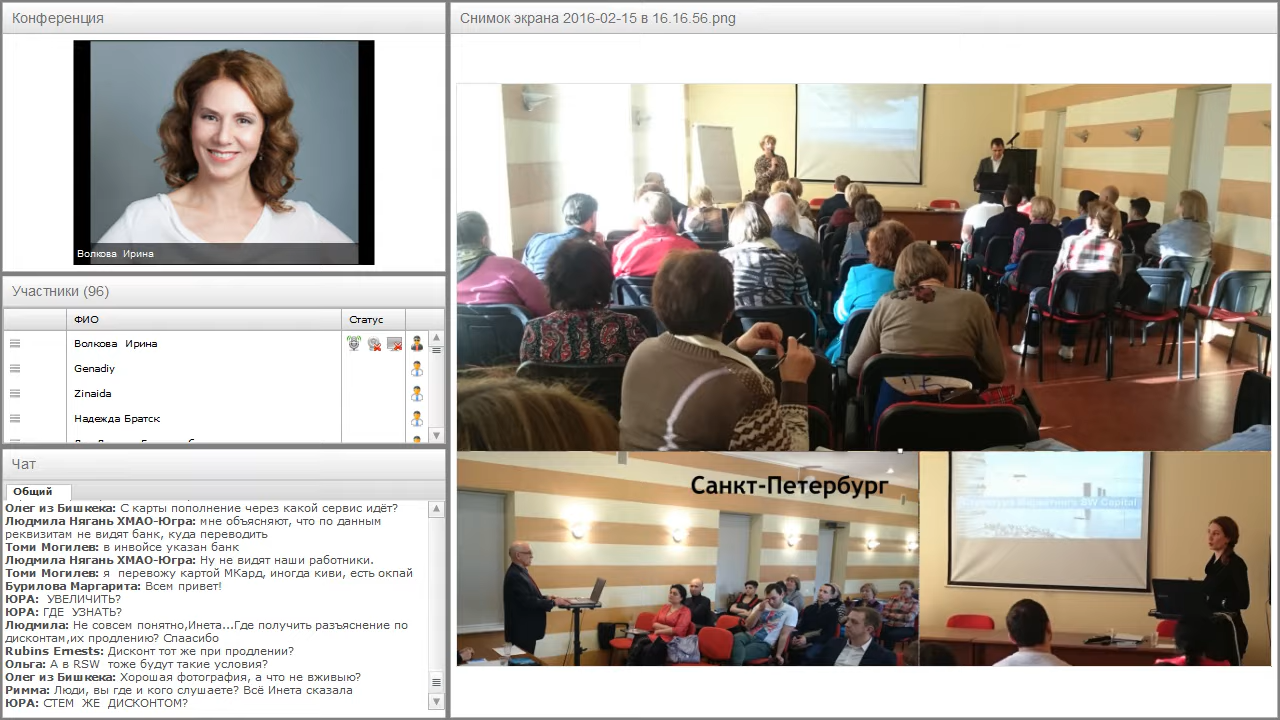 Конференция
Волкова Ирина
Участники (96)
ФИО
Статус
Волкова Ирина
Genadiy
Zinaida
Надежда Братск
Чат
Общий
Олег из Бишкека: С карты пополнение через какой сервис идет
Людмила Нягань ХМАО-Югра: мне объясняют, что по данным
реквизитам не видят банк, куда переводить
Томи Могилев: в инвойсе указан банк
Людмила Нягань ХМАО-Югра: Ну не видят наши работники.
Томи Могилев: я перевожу картой МКард, иногда киви, есть окпай
Бурилова Маргарита: Всем привет!
ЮРА: УВЕЛИЧИТЬ?
ЮРА: ГДЕ УЗНАТЬ?
Людмила: Не совсем понятно,Инета...Где получить разъяснение по
дисконтам,их продлению? Спаасибо
Rubins Ernests: Дисконт тот же при продлении?
Ольга: А в RSW тоже будут такие условия?
Олег из Бишкека: Хорошая фотография, а что не вживую?
Римма: Люди, вы где и кого слушаете? Всё Инета сказала
ЮРА: СТЕМ ЖЕ ДИСКОНТОМ?
Снимок экрана 2016-02-15 в 16.16.56.png
Санкт-Петербург
Capital